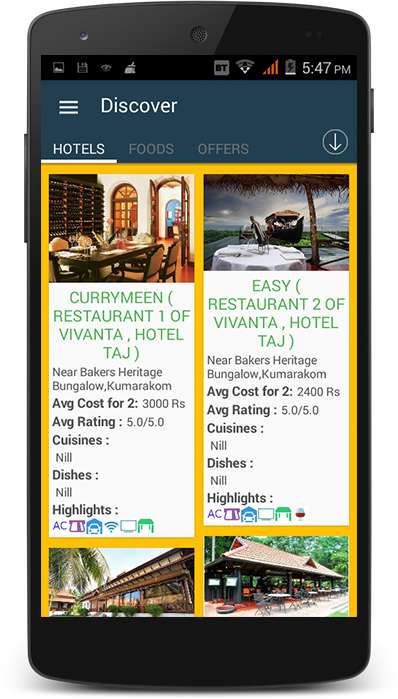 BT
5:47 PM
Discover
HOTELS
FOODS
OFFERS
CURRYMEEN (
RESTAURANT 1 OF
VIVANTA , HOTEL
TAJ )
Near Bakers Heritage
Bungalow,Kumarakom
Avg Cost for 2: 3000 Rs
Avg Rating : 5.0/5.0
Cuisines :
Nill
Dishes :
Nill
Highlights :
AC
EASY (
RESTAURANT 2 OF
VIVANTA , HOTEL
TAJ )
Near Bakers Heritage
Bungalow,Kumarakom
Avg Cost for 2: 2400 Rs
Avg Rating : 5.0/5.0
Cuisines :
Nill
Dishes :
Nill
Highlights :
AC